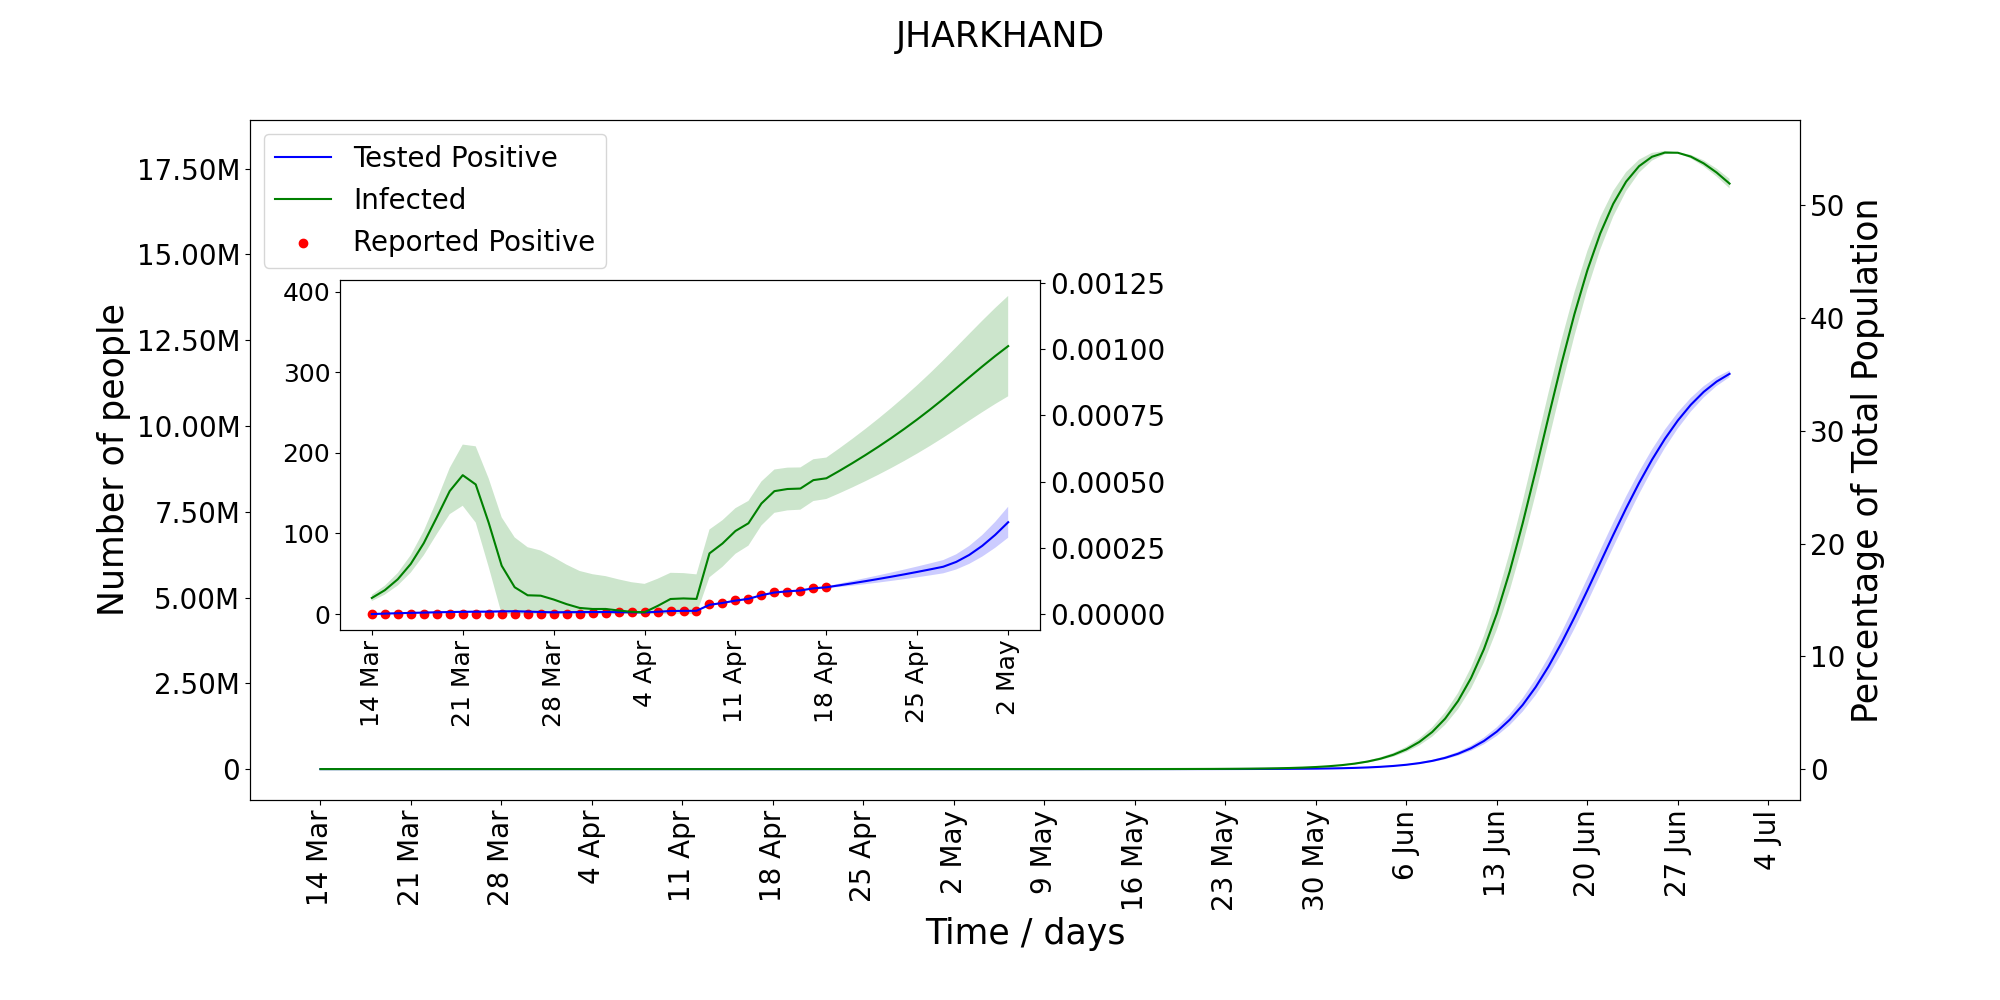 JHARKHAND
Tested Positive
Infected
Reported Positive
Number of people
17.50M
15.00M
12.50M
10.00M
7.50M
5.00M
2.50M
0
400
300
200
100
0
0.00125
0.00100
0.00075
0.00050
0.00025
0.00000
14 Mar
21 Mar
28 Mar
4 Apr
11 Apr
18 Apr
25 Apr
2 May
50
40
30
20
10
0
Percentage of Total Population
14 Mar
21 Mar
28 Mar
4 Apr
11 Apr
18 Apr
25 Apr
2 May
9 May
16 May
23 May
30 May
6 Jun
13 Jun
20 Jun
27 Jun
4 Jul
Time / days